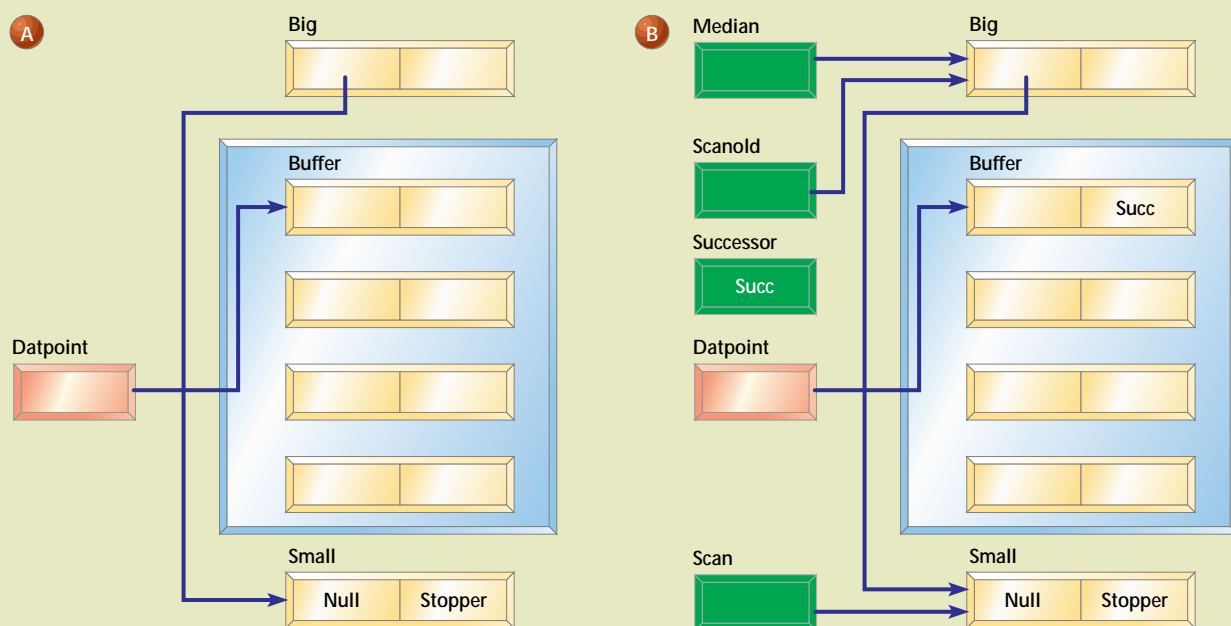 A
Big
Buffer
Datpoint
Small
Null Stopper
B
Median
Big
Scanold
Buffer
Succ
Successor
Succ
Datpoint
Scan
Small
Null Stopper